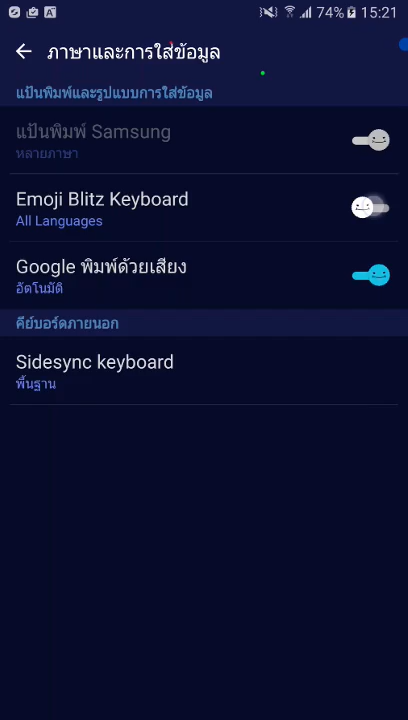 74% 15:21
ภาษาและการใส่ข้อมูล
แป้นพิมพ์และรูปแบบการใส่ข้อมูล
แป้นพิมพ์ Samsung
หลายภาษา
Emoji Blitz Keyboard
All Languages
Google พิมพ์ด้วยเสียง
อัตโนมัติ
คีย์บอร์ดภายนอก
Sidesync keyboard
พื้นฐาน